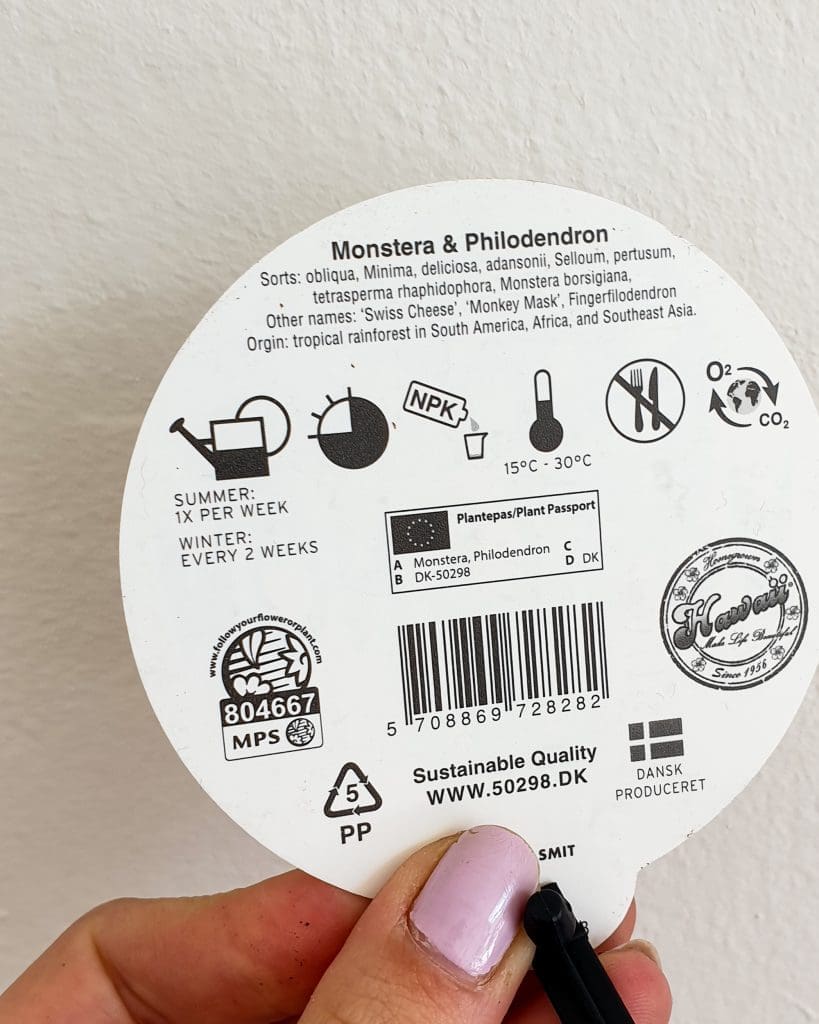 Monstera & Philodendron
Sorts: obliqua, Minima, deliciosa, adansonii, Selloum, pertusum,
tetrasperma rhaphidophora, Monstera borsigiana,
Other names: ‘Swiss Cheese’, ‘Monkey Mask’, Fingerfilodendron
Orgin: tropical rainforest in South America, Africa, and Southeast Asia.
NPK
O2
CO2
15°C - 30°C
SUMMER:
1X PER WEEK
WINTER:
EVERY 2 WEEKS
Plantepas/Plant Passport
A Monstera, Philodendron C
B DK-50298 D DK
Homegrown
Hawaii
Made Life Beautiful
Since 1956
www.followyourflowerorplant.com
804667
MPS
5 708869 728282
Sustainable Quality
WWW.50298.DK
DANSK
PRODUCERET
5
PP
SMIT